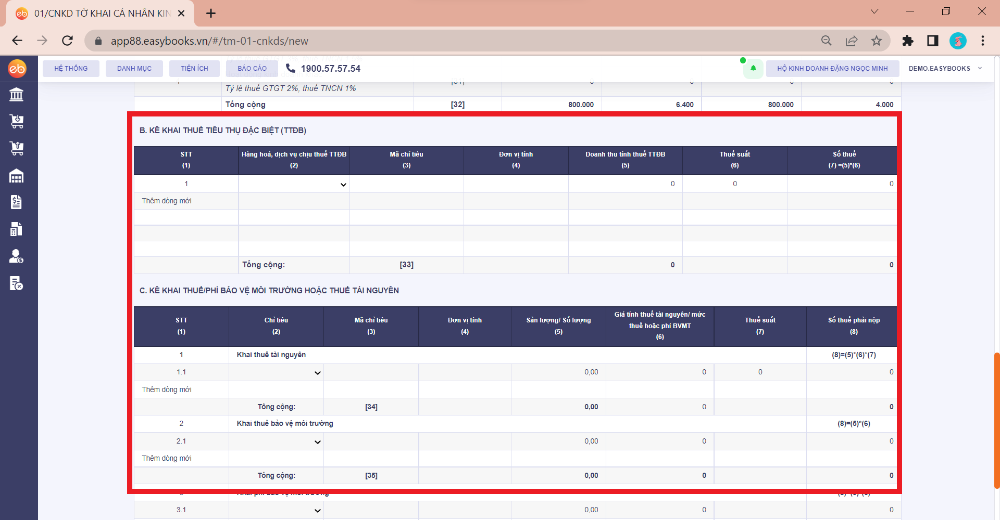 01/CNKD TỜ KHAI CÁ NHÂN KIN
app88.easybooks.vn/#/tm-01-cnkds/new
eb
HỆ THỐNG
DANH MỤC
TIỆN ÍCH
BÁO CÁO
1900.57.57.54
HỘ KINH DOANH ĐẶNG NGỌC MINH
DEMO.EASYBOOKS
Tỷ lệ thuế GTGT 2%, thuế TNCN 1%
Tổng cộng [32] 800.000 6.400 800.000 4.000
B. KÊ KHAI THUẾ TIÊU THỤ ĐẶC BIỆT (TTĐB)
STT Hàng hoá, dịch vụ chịu thuế TTĐB Mã chỉ tiêu Đơn vị tính Doanh thu tính thuế TTĐB Thuế suất Số thuế
(1) (2) (3) (4) (5) (6) (7) =(5)*(6)
1 0 0 0
Thêm dòng mới
Tổng cộng: [33] 0 0
C. KÊ KHAI THUẾ/PHÍ BẢO VỆ MÔI TRƯỜNG HOẶC THUẾ TÀI NGUYÊN
STT Chỉ tiêu Mã chỉ tiêu Đơn vị tính Sản lượng/ Số lượng Giá tính thuế tài nguyên/ mức thuế hoặc phí BVMT Thuế suất Số thuế phải nộp
(1) (2) (3) (4) (5) (6) (7) (8)
1 Khai thuế tài nguyên (8)=(5)*(6)*(7)
1.1 0,00 0 0 0
Thêm dòng mới
Tổng cộng: [34] 0,00 0 0
2 Khai thuế bảo vệ môi trường (8)=(5)*(6)
2.1 0,00 0 0
Thêm dòng mới
Tổng cộng: [35] 0,00 0 0
3.1 0,00 0 0